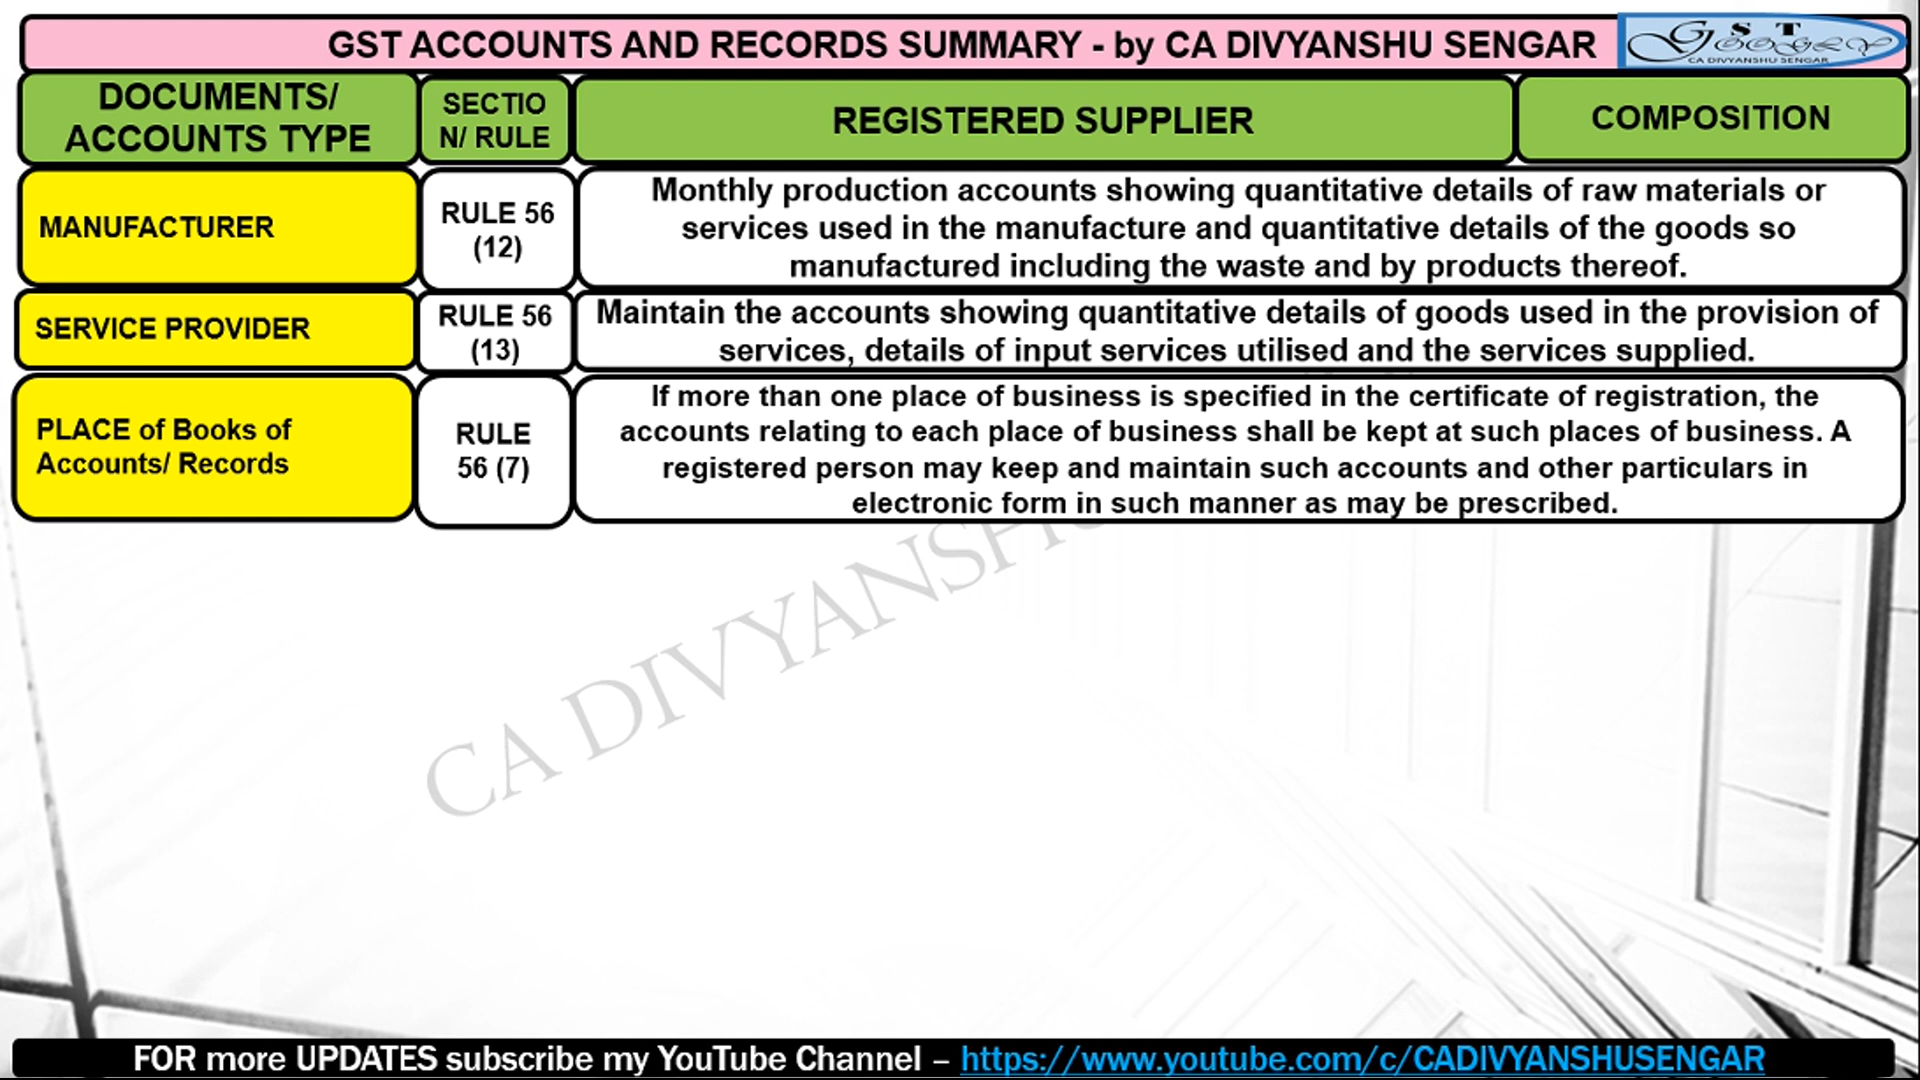 GST ACCOUNTS AND RECORDS SUMMARY - by CA DIVYANSHU SENGAR
GST
GOOGLY
CA DIVYANSHU SENGAR
DOCUMENTS/
ACCOUNTS TYPE
SECTIO
N/ RULE
REGISTERED SUPPLIER
COMPOSITION
MANUFACTURER
RULE 56
(12)
Monthly production accounts showing quantitative details of raw materials or
services used in the manufacture and quantitative details of the goods so
manufactured including the waste and by products thereof.
SERVICE PROVIDER
RULE 56
(13)
Maintain the accounts showing quantitative details of goods used in the provision of
services, details of input services utilised and the services supplied.
PLACE of Books of
Accounts/ Records
RULE
56 (7)
If more than one place of business is specified in the certificate of registration, the
accounts relating to each place of business shall be kept at such places of business. A
registered person may keep and maintain such accounts and other particulars in
electronic form in such manner as may be prescribed.
CA DIVYANSHU
FOR more UPDATES subscribe my YouTube Channel – https://www.youtube.com/c/CADIVYANSHUSENGAR